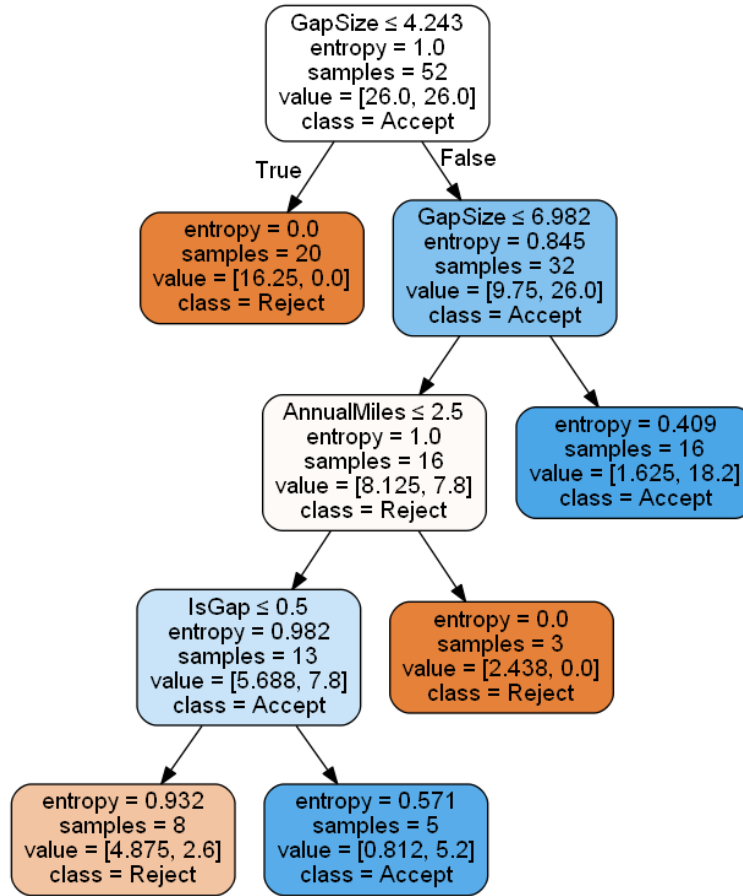 GapSize ≤ 4.243
entropy = 1.0
samples = 52
value = [26.0, 26.0]
class = Accept
True
False
entropy = 0.0
samples = 20
value = [16.25, 0.0]
class = Reject
GapSize ≤ 6.982
entropy = 0.845
samples = 32
value = [9.75, 26.0]
class = Accept
AnnualMiles ≤ 2.5
entropy = 1.0
samples = 16
value = [8.125, 7.8]
class = Reject
entropy = 0.409
samples = 16
value = [1.625, 18.2]
class = Accept
IsGap ≤ 0.5
entropy = 0.982
samples = 13
value = [5.688, 7.8]
class = Accept
entropy = 0.0
samples = 3
value = [2.438, 0.0]
class = Reject
entropy = 0.932
samples = 8
value = [4.875, 2.6]
class = Reject
entropy = 0.571
samples = 5
value = [0.812, 5.2]
class = Accept